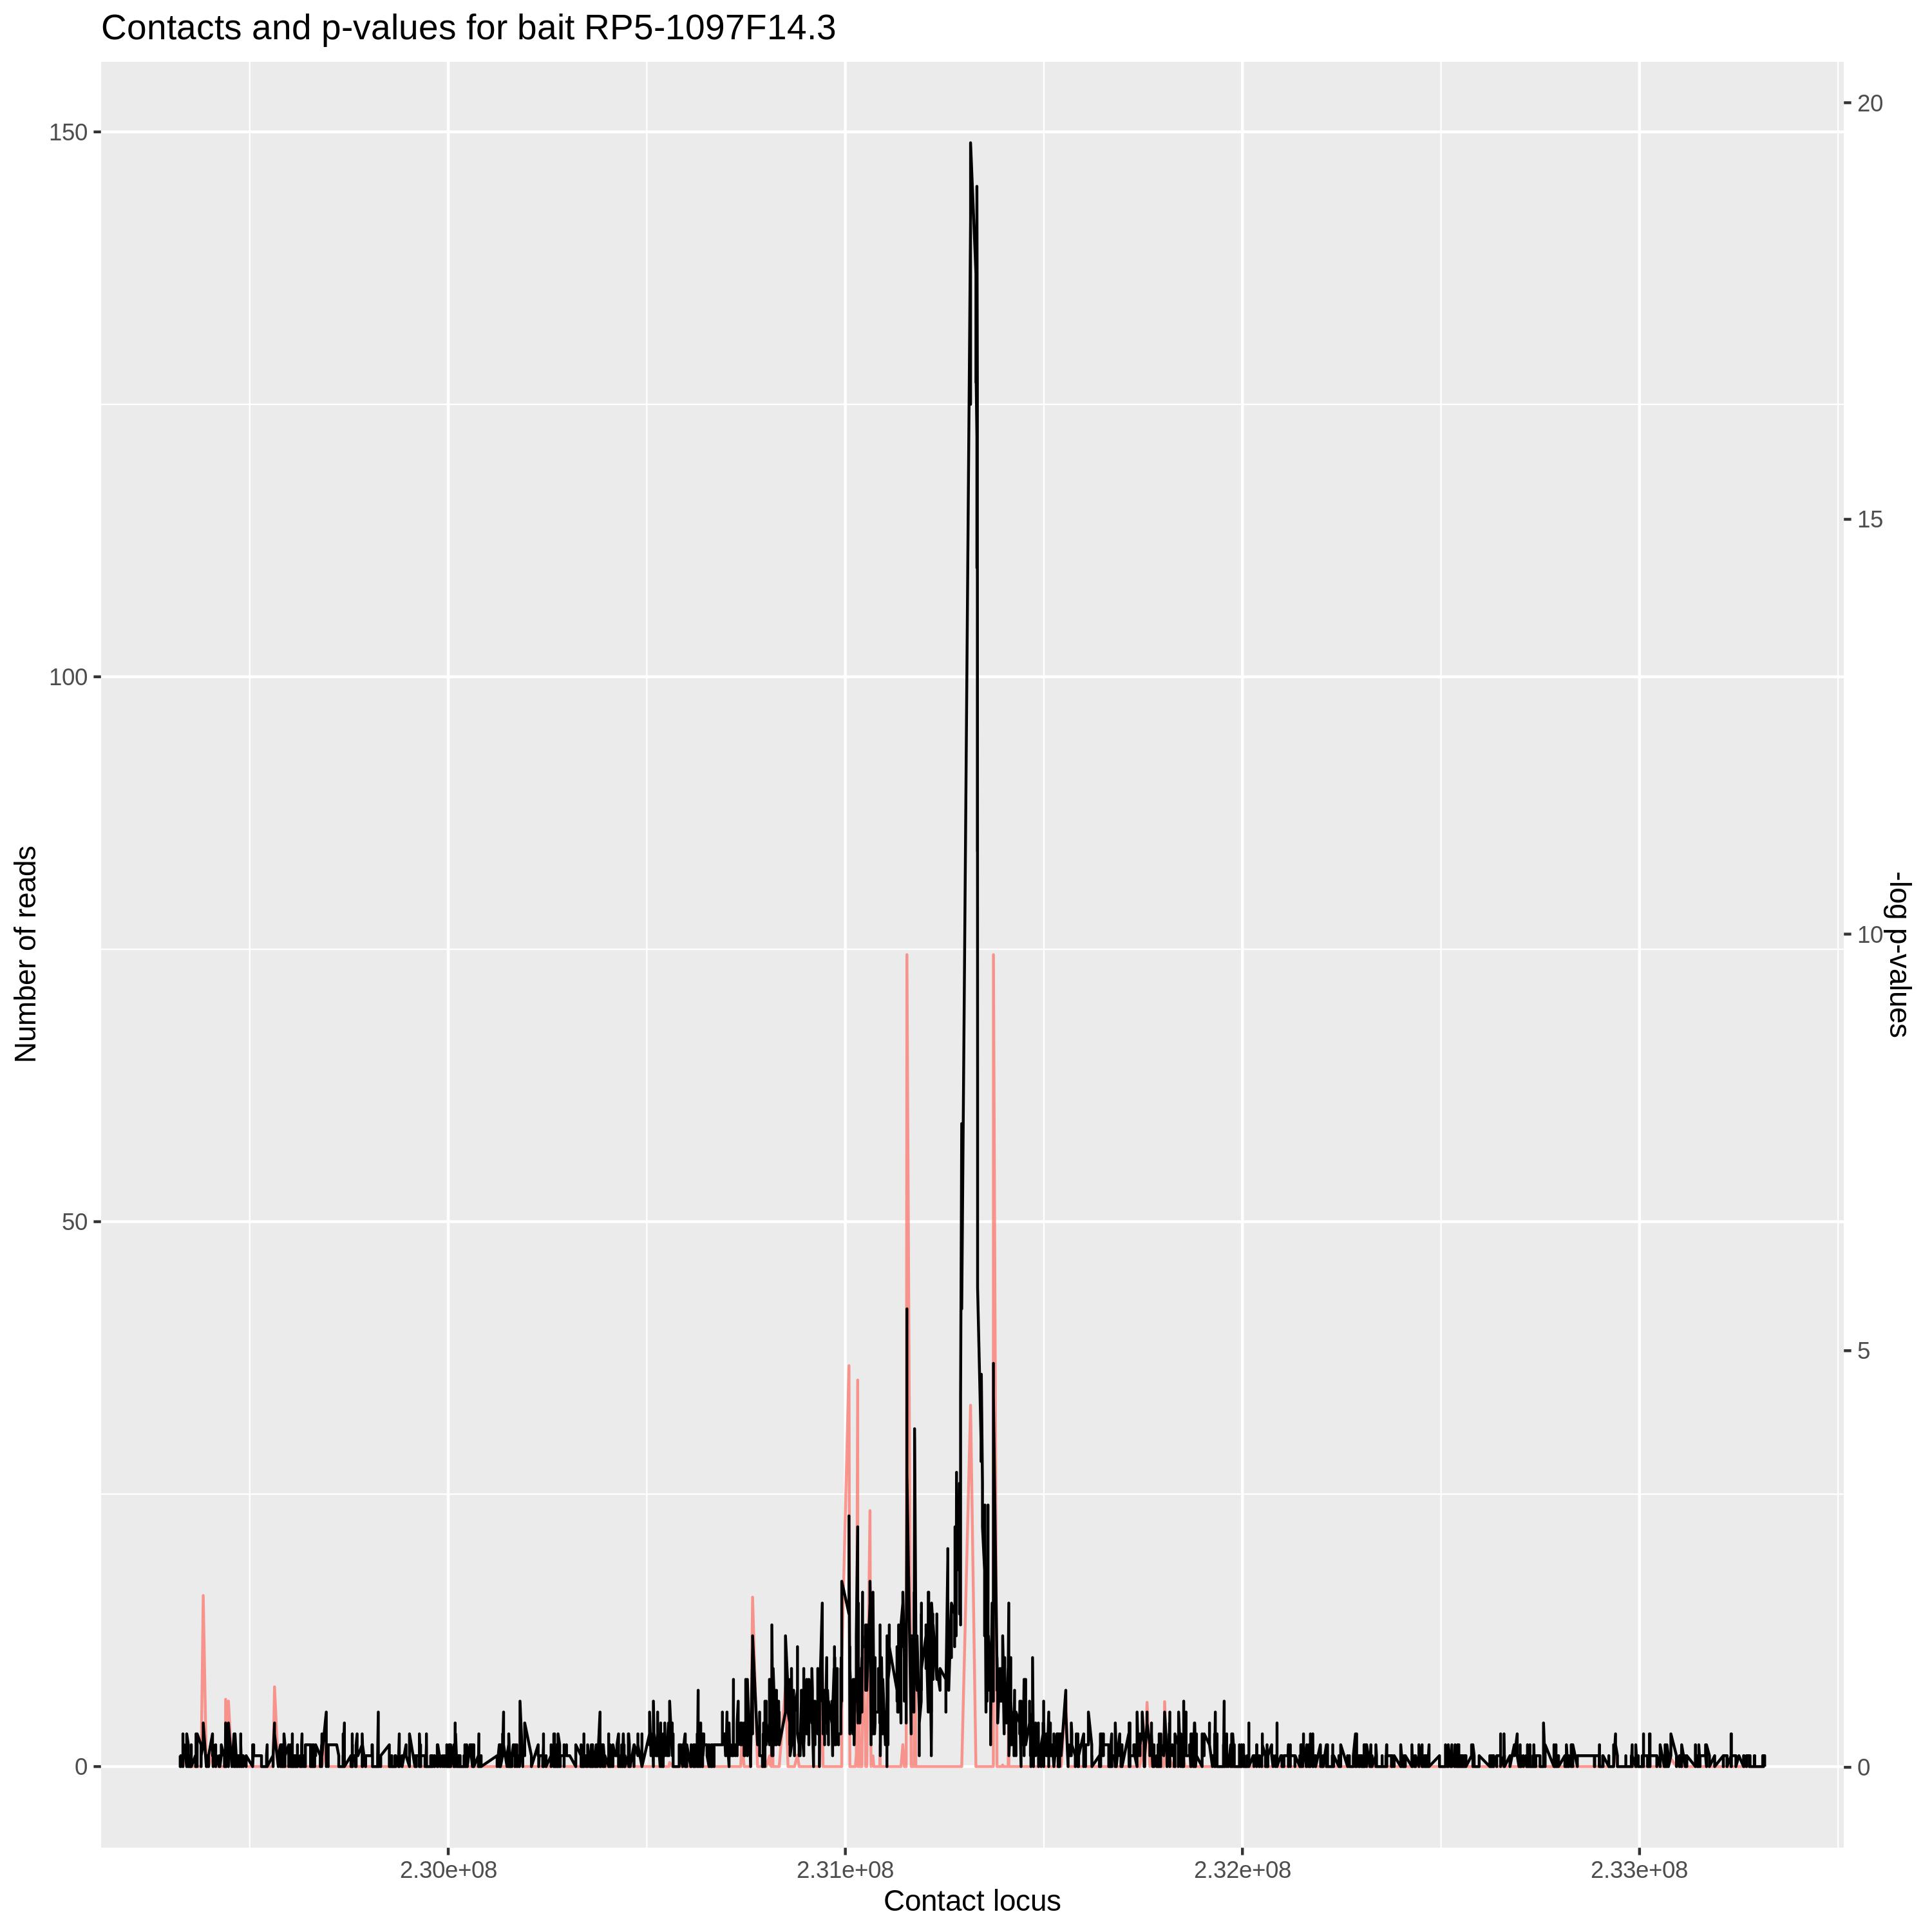 Contacts and p-values for bait RP5-1097F14.3
150
100
50
0
Number of reads
20
15
10
5
0
-log p-values
2.30e+08 2.31e+08 2.32e+08 2.33e+08
Contact locus